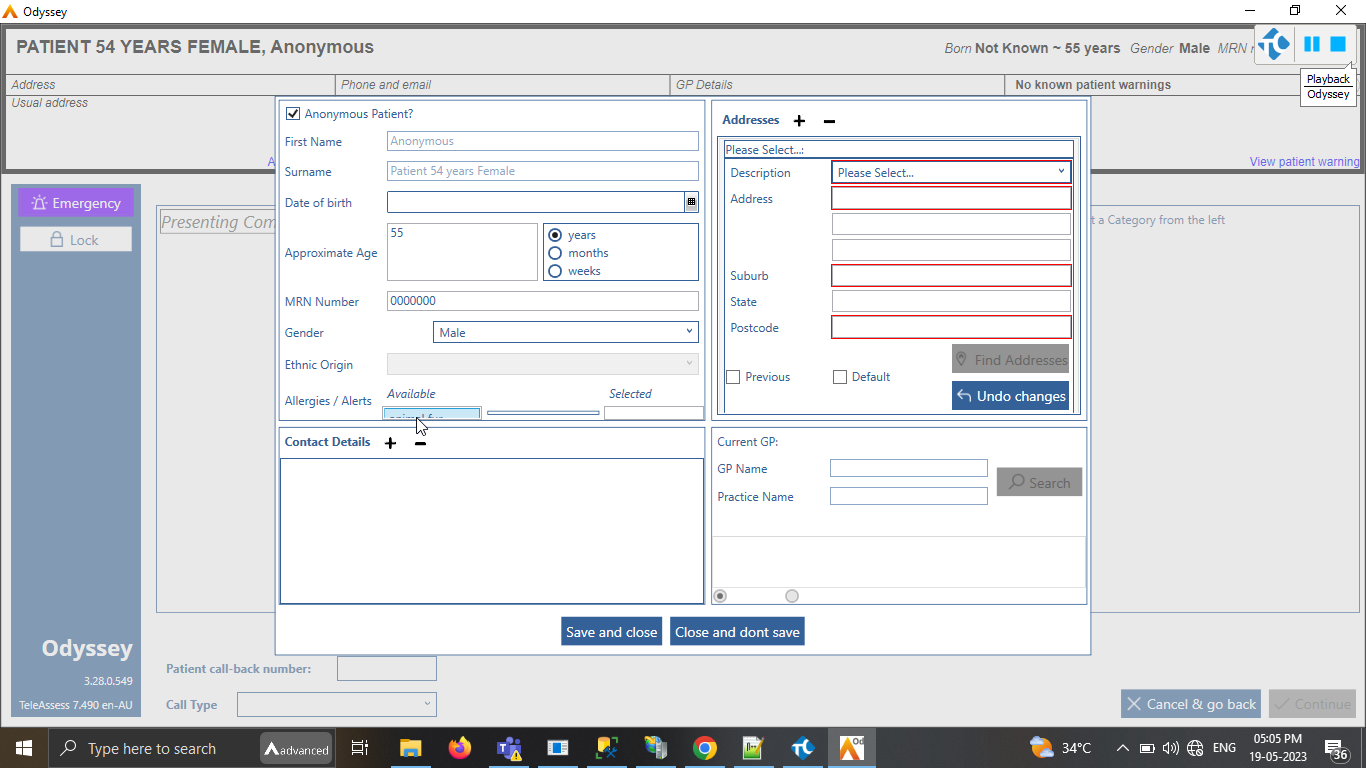 Odyssey
PATIENT 54 YEARS FEMALE, Anonymous
Born Not Known ~ 55 years Gender Male MRN
Playback
Odyssey
Address
Phone and email
GP Details
No known patient warnings
Usual address
View patient warning
Emergency
Lock
Presenting Com
t a Category from the left
Anonymous Patient?
First Name
Anonymous
Surname
Patient 54 years Female
Date of birth
Approximate Age
55
years
months
weeks
MRN Number
0000000
Gender
Male
Ethnic Origin
Allergies / Alerts
Available
Selected
animal fur
Addresses
Please Select...:
Description
Please Select...
Address
Suburb
State
Postcode
Find Addresses
Previous
Default
Undo changes
Contact Details
Current GP:
GP Name
Practice Name
Search
Save and close
Close and dont save
Odyssey
3.28.0.549
TeleAssess 7.490 en-AU
Patient call-back number:
Call Type
Cancel & go back
Continue
Type here to search
advanced
34°C
ENG
05:05 PM
19-05-2023
36